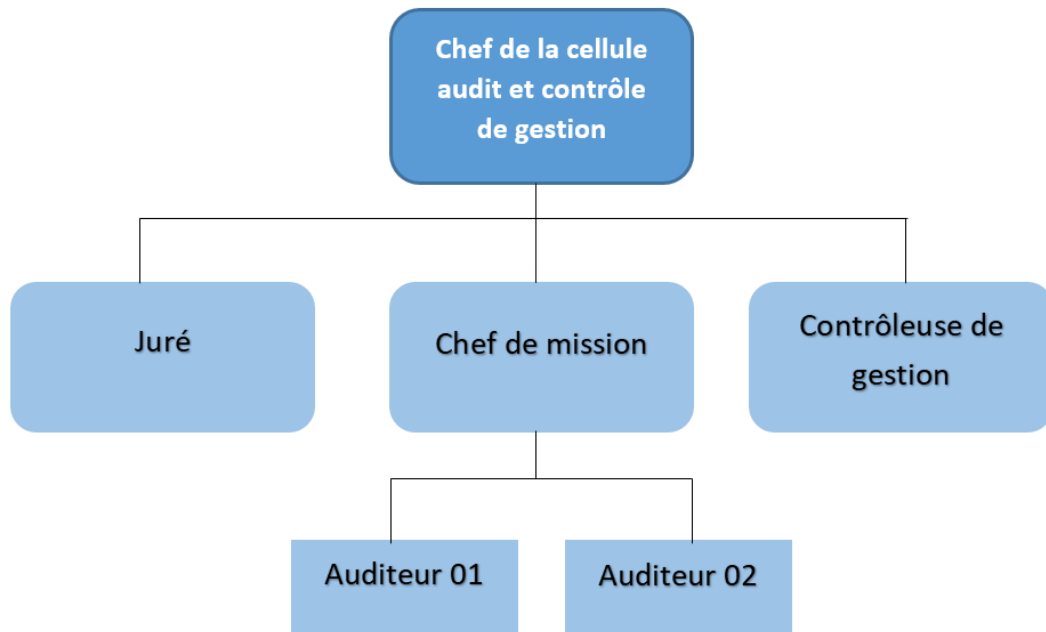 Chef de la cellule
audit et contrôle
de gestion
Juré
Chef de mission
Contrôleuse de
gestion
Auditeur 01
Auditeur 02